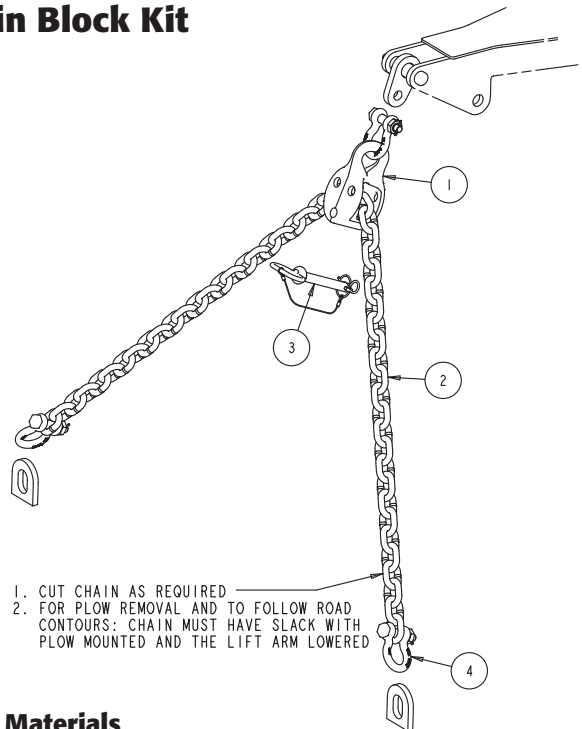 in Block Kit
1
2
3
1. CUT CHAIN AS REQUIRED
2. FOR PLOW REMOVAL AND TO FOLLOW ROAD
CONTOURS: CHAIN MUST HAVE SLACK WITH
PLOW MOUNTED AND THE LIFT ARM LOWERED
4
Materials